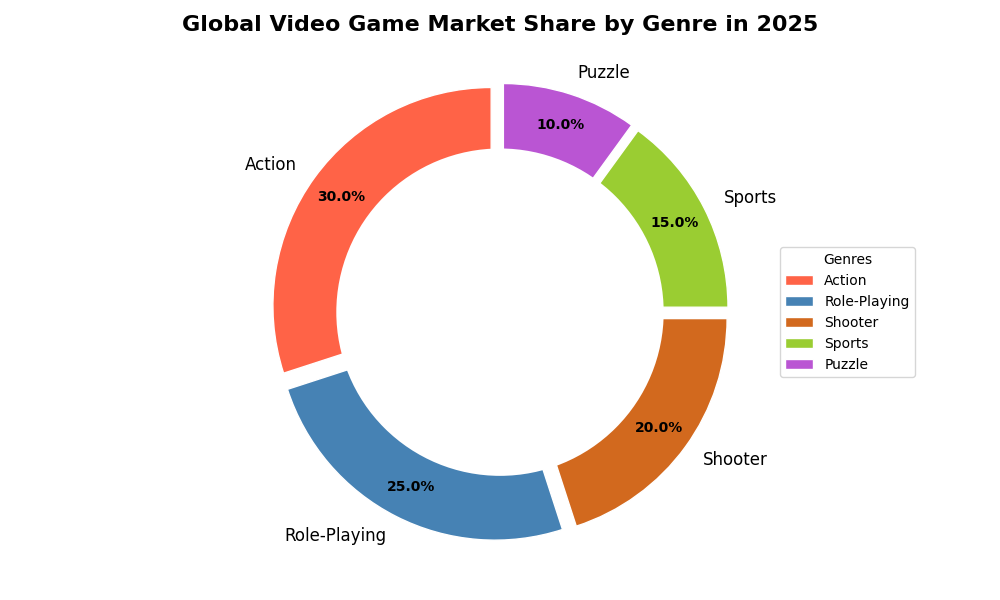 Global Video Game Market Share by Genre in 2025
Puzzle
10.0%
Action
30.0%
Sports
15.0%
Genres
Action
Role-Playing
Shooter
Sports
Puzzle
20.0%
Shooter
25.0%
Role-Playing